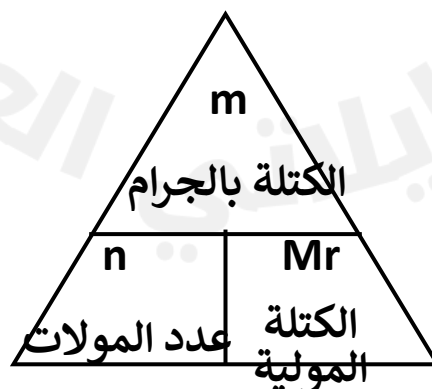 m
الكتلة بالجرام
n
عدد المولات
Mr
الكتلة
المولية